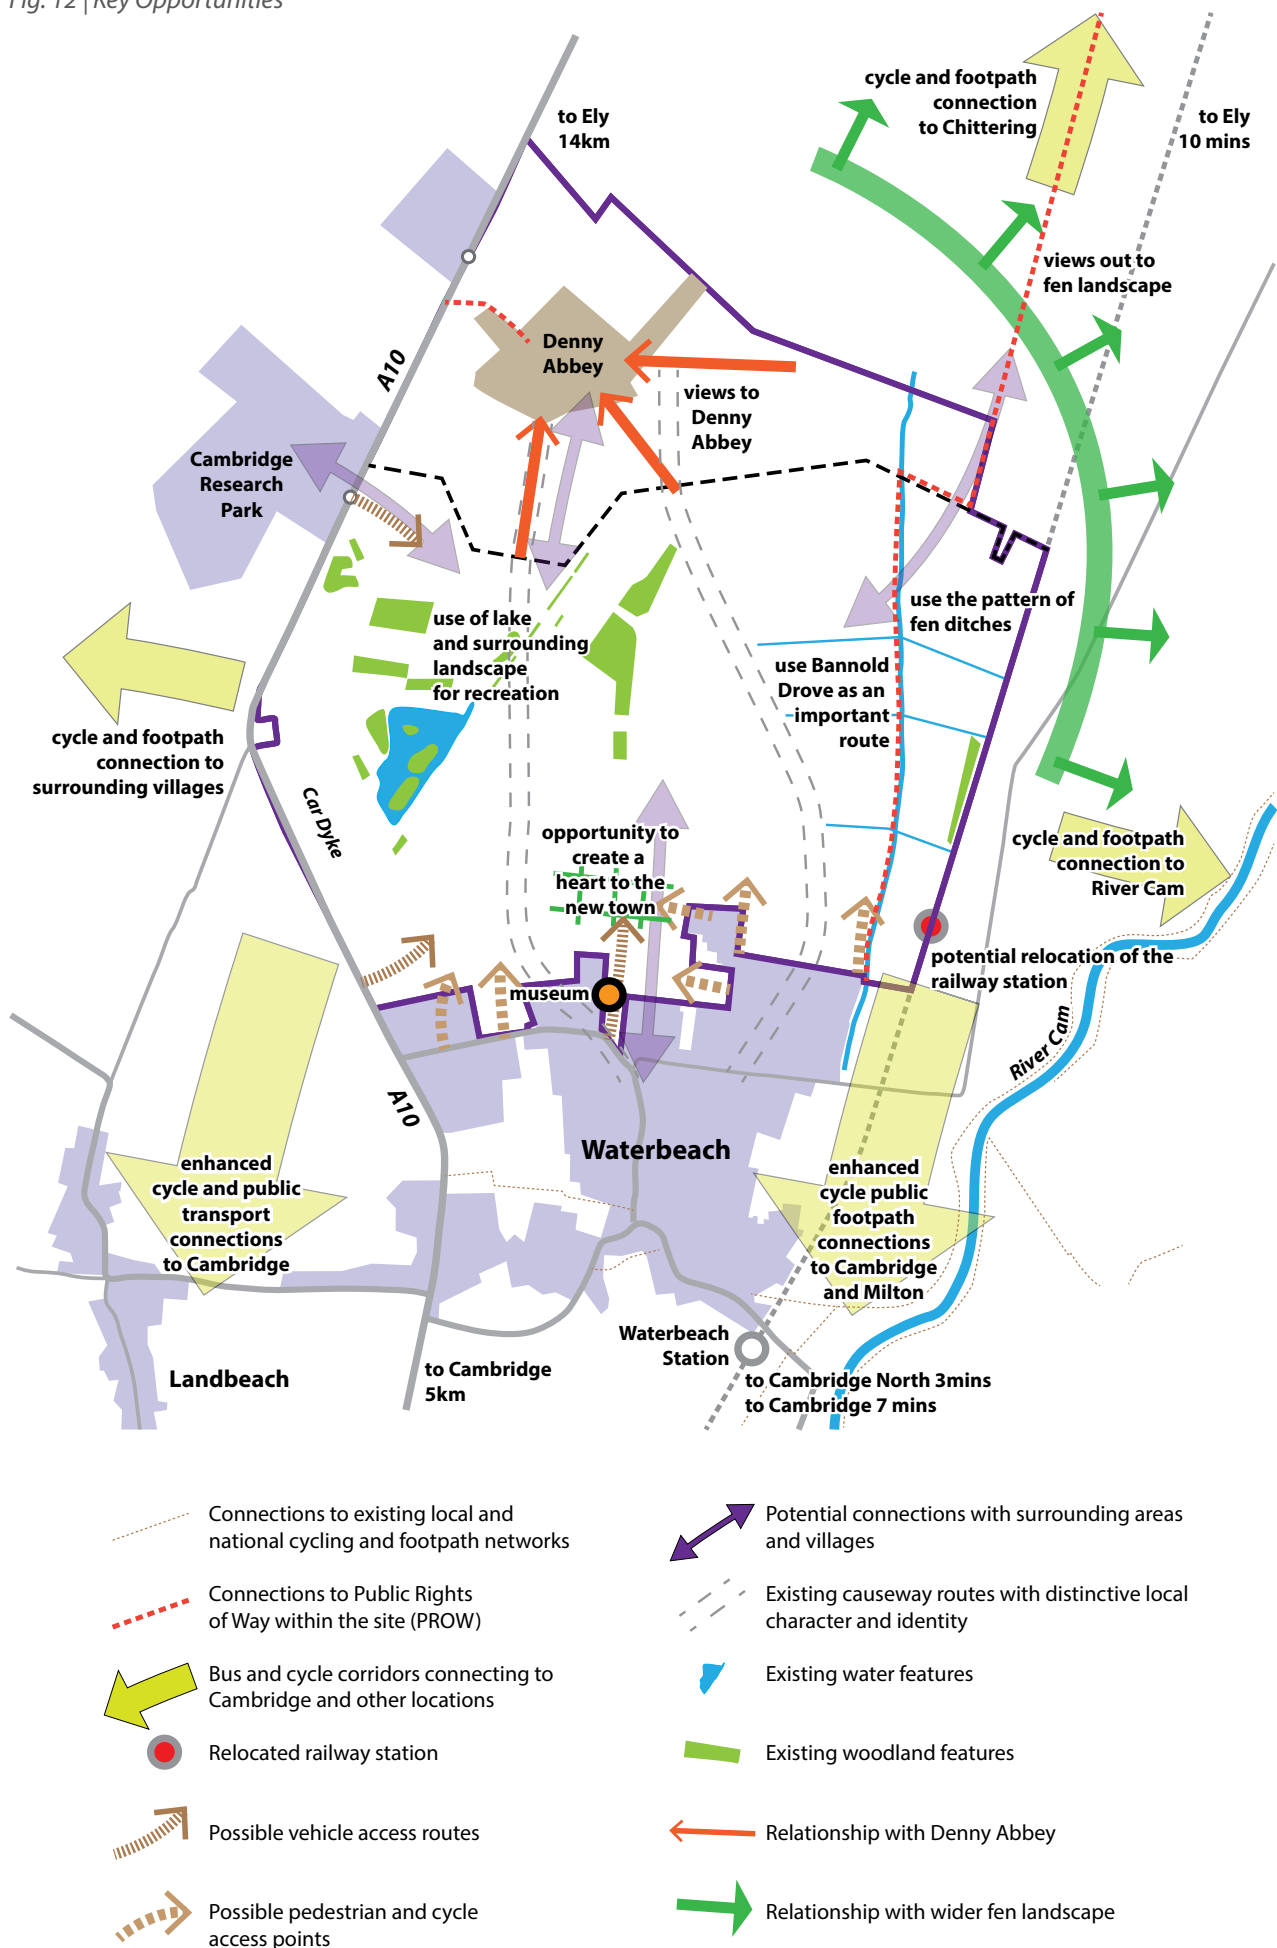 Fig. 12 | Key Opportunities
to Ely
14km
cycle and footpath
connection
to Chittering
to Ely
10 mins
views out to
fen landscape
Denny
Abbey
A10
views to
Denny
Abbey
Cambridge
Research
Park
use of lake
and surrounding
landscape
for recreation
use the pattern of
fen ditches
use Bannold
Drove as an
important
route
cycle and footpath
connection to
surrounding villages
Car Dyke
opportunity to
create a
heart to the
new town
cycle and footpath
connection to
River Cam
potential relocation of the
railway station
museum
River Cam
A10
Waterbeach
enhanced
cycle and public
transport
connections
to Cambridge
enhanced
cycle public
footpath
connections
to Cambridge
and Milton
Waterbeach
Station
Landbeach
to Cambridge
5km
to Cambridge North 3mins
to Cambridge 7 mins
Connections to existing local and
national cycling and footpath networks
Connections to Public Rights
of Way within the site (PROW)
Bus and cycle corridors connecting to
Cambridge and other locations
Relocated railway station
Possible vehicle access routes
Possible pedestrian and cycle
access points
Potential connections with surrounding areas
and villages
Existing causeway routes with distinctive local
character and identity
Existing water features
Existing woodland features
Relationship with Denny Abbey
Relationship with wider fen landscape